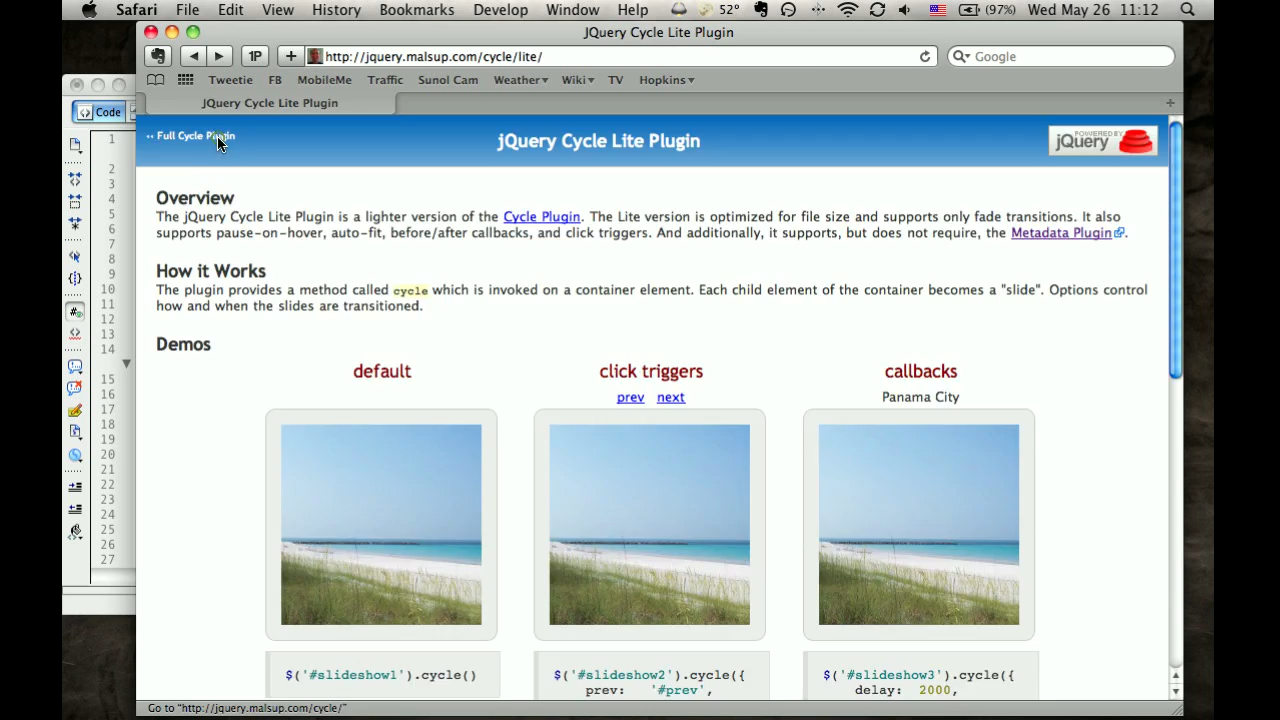 Safari File Edit View History Bookmarks Develop Window Help 52° (97%) Wed May 26 11:12
JQuery Cycle Lite Plugin
1P + http://jquery.malsup.com/cycle/lite/ Google
Tweetie FB MobileMe Traffic Sunol Cam Weather▾ Wiki▾ TV Hopkins▾
JQuery Cycle Lite Plugin +
Code
‹‹ Full Cycle Plugin
jQuery Cycle Lite Plugin
POWERED BY
jQuery
Overview
The jQuery Cycle Lite Plugin is a lighter version of the Cycle Plugin. The Lite version is optimized for file size and supports only fade transitions. It also
supports pause-on-hover, auto-fit, before/after callbacks, and click triggers. And additionally, it supports, but does not require, the Metadata Plugin.
How it Works
The plugin provides a method called cycle which is invoked on a container element. Each child element of the container becomes a "slide". Options control
how and when the slides are transitioned.
Demos
default click triggers callbacks
prev next Panama City
$('#slideshow1').cycle() $('#slideshow2').cycle({ $('#slideshow3').cycle({
prev: '#prev', delay: 2000,
1
2
3
4
5
6
7
8
9
10
11
12
13
14
15
16
17
18
19
20
21
22
23
24
25
26
27
Go to "http://jquery.malsup.com/cycle/"